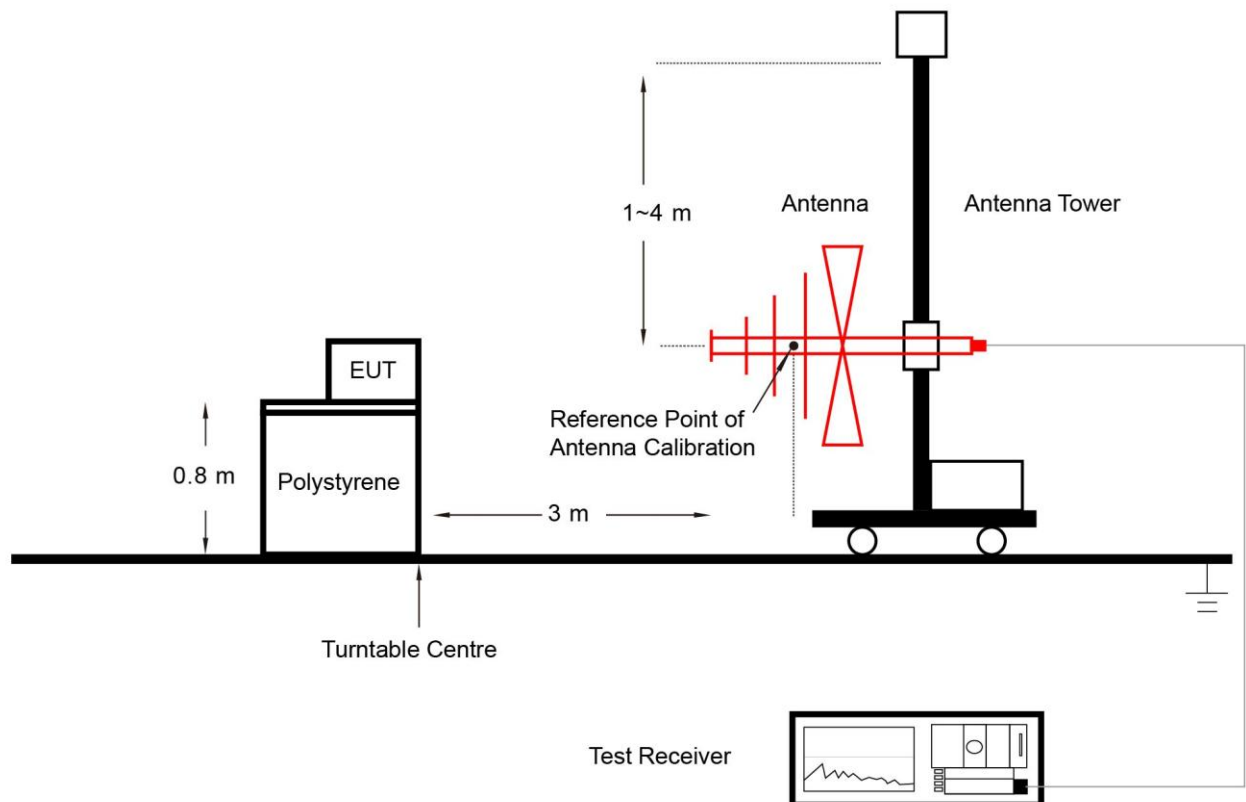 1~4 m
Antenna
Antenna Tower
EUT
Reference Point of
Antenna Calibration
0.8 m
Polystyrene
3 m
Turntable Centre
Test Receiver